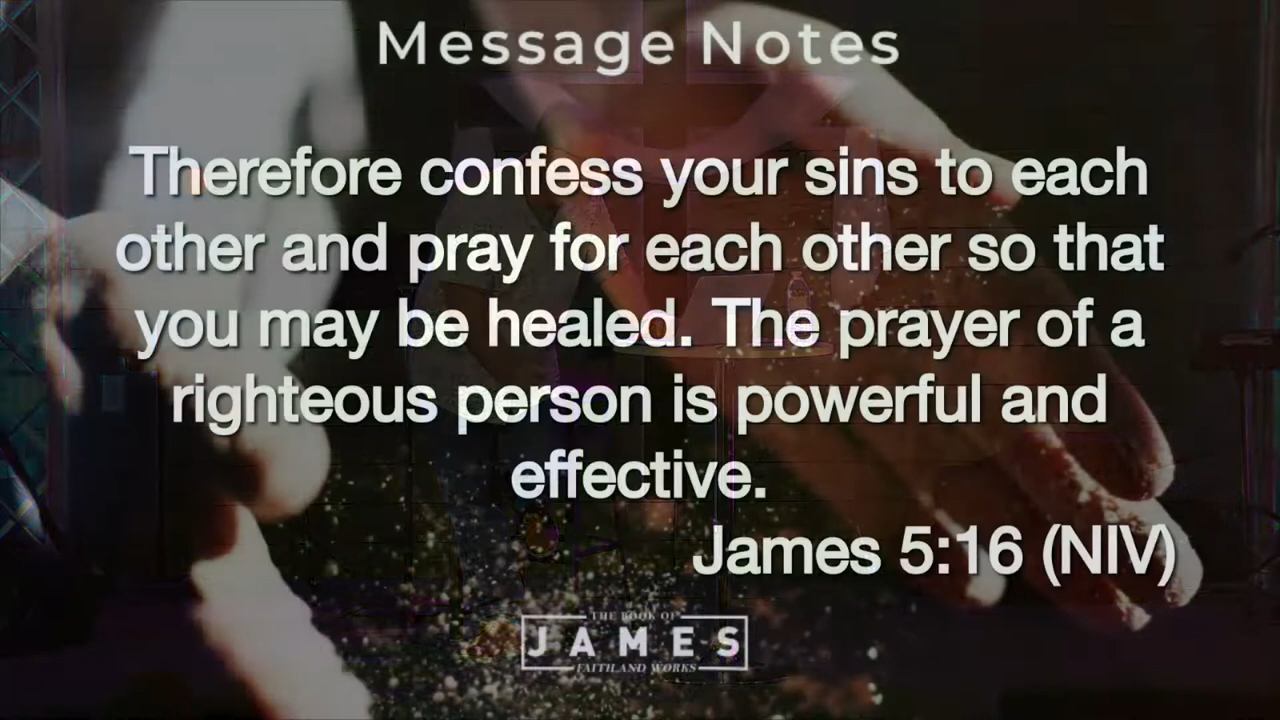 Message Notes
Therefore confess your sins to each
other and pray for each other so that
you may be healed. The prayer of a
righteous person is powerful and
effective.
James 5:16 (NIV)
THE BOOK OF
JAMES
FAITH AND WORKS